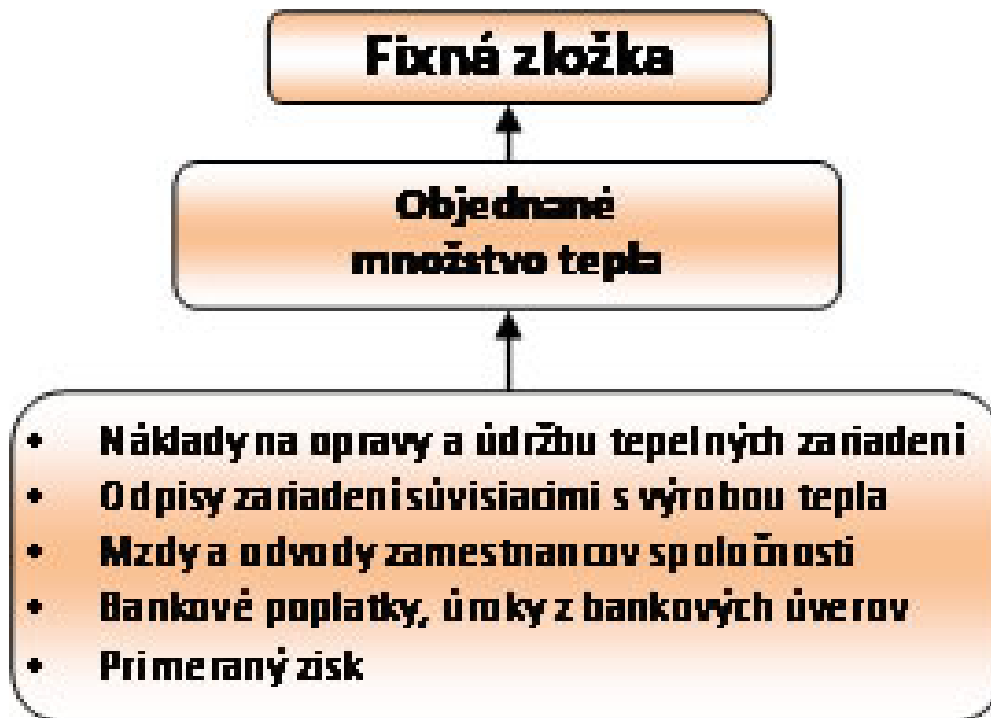 Fixná zložka
Objednané
množstvo tepla
• Náklady na opravy a údržbu tepelných zariadení
• Odpisy zariadení súvisiacimi s výrobou tepla
• Mzdy a odvody zamestnancov spoločnosti
• Bankové poplatky, úroky z bankových úverov
• Primeraný zisk